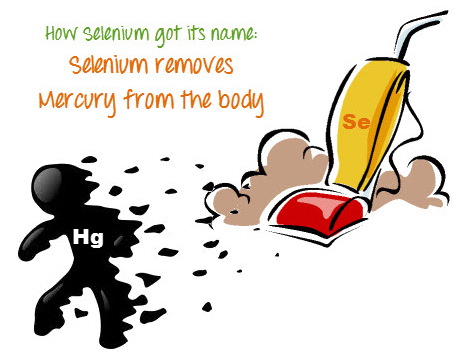 How Selenium got its name:
Selenium removes
Mercury from the body
Se
Hg